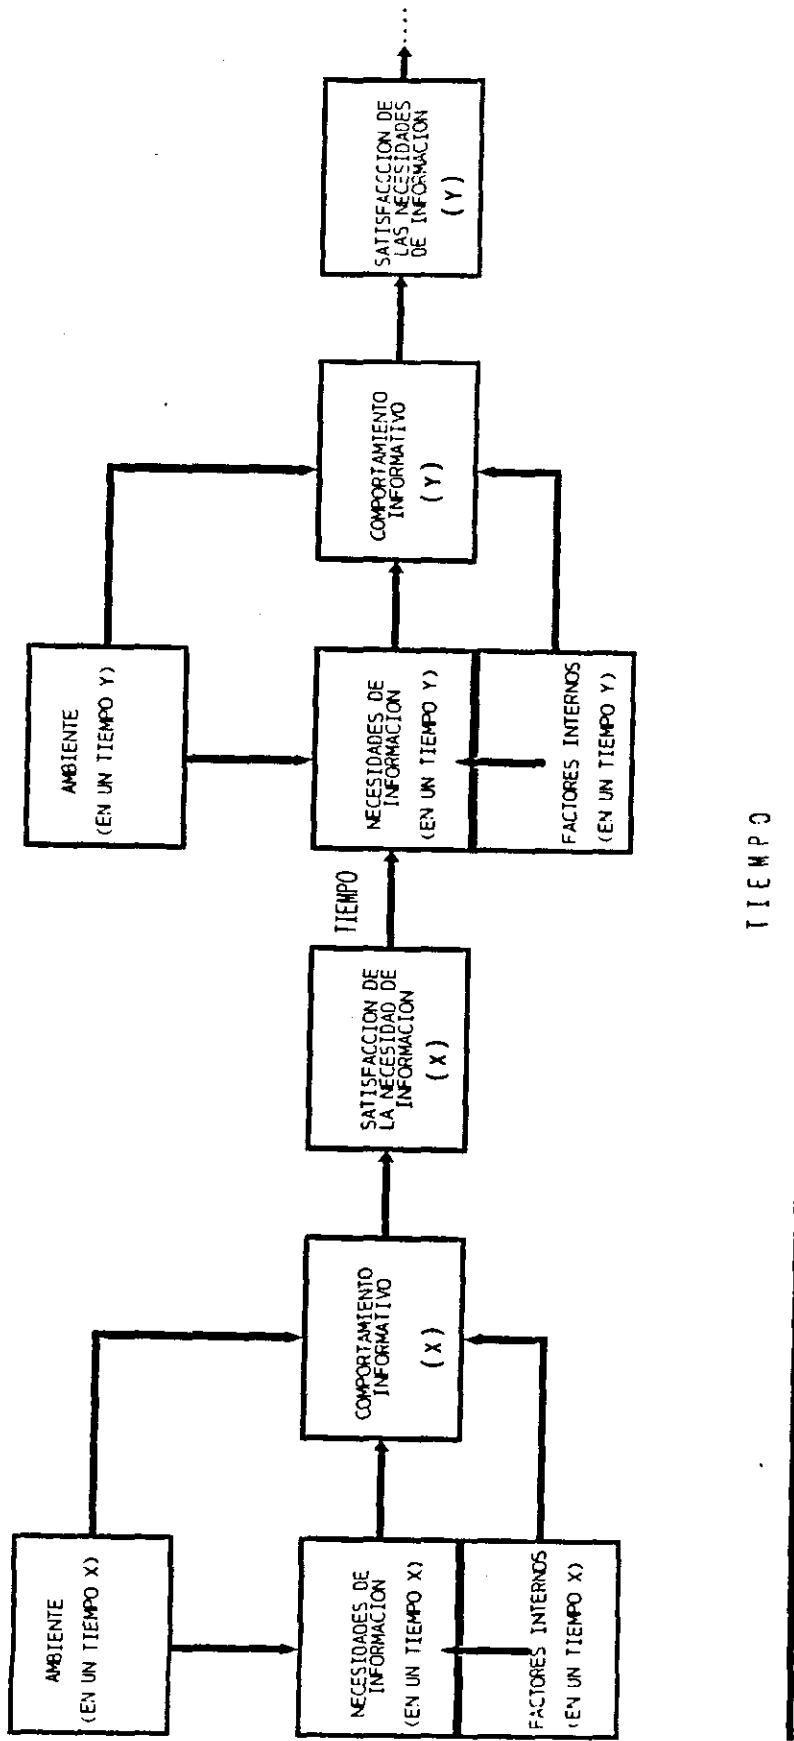 AMBIENTE
(EN UN TIEMPO X)
NECESIDADES DE
INFORMACION
(EN UN TIEMPO X)
FACTORES INTERNOS
(EN UN TIEMPO X)
COMPORTAMIENTO
INFORMATIVO
(X)
SATISFACCION DE
LA NECESIDAD DE
INFORMACION
(X)
TIEMPO
AMBIENTE
(EN UN TIEMPO Y)
NECESIDADES DE
INFORMACION
(EN UN TIEMPO Y)
FACTORES INTERNOS
(EN UN TIEMPO Y)
COMPORTAMIENTO
INFORMATIVO
(Y)
SATISFACCCION DE
LAS NECESIDADES
DE INFORMACION
(Y)
....
TIEMPO